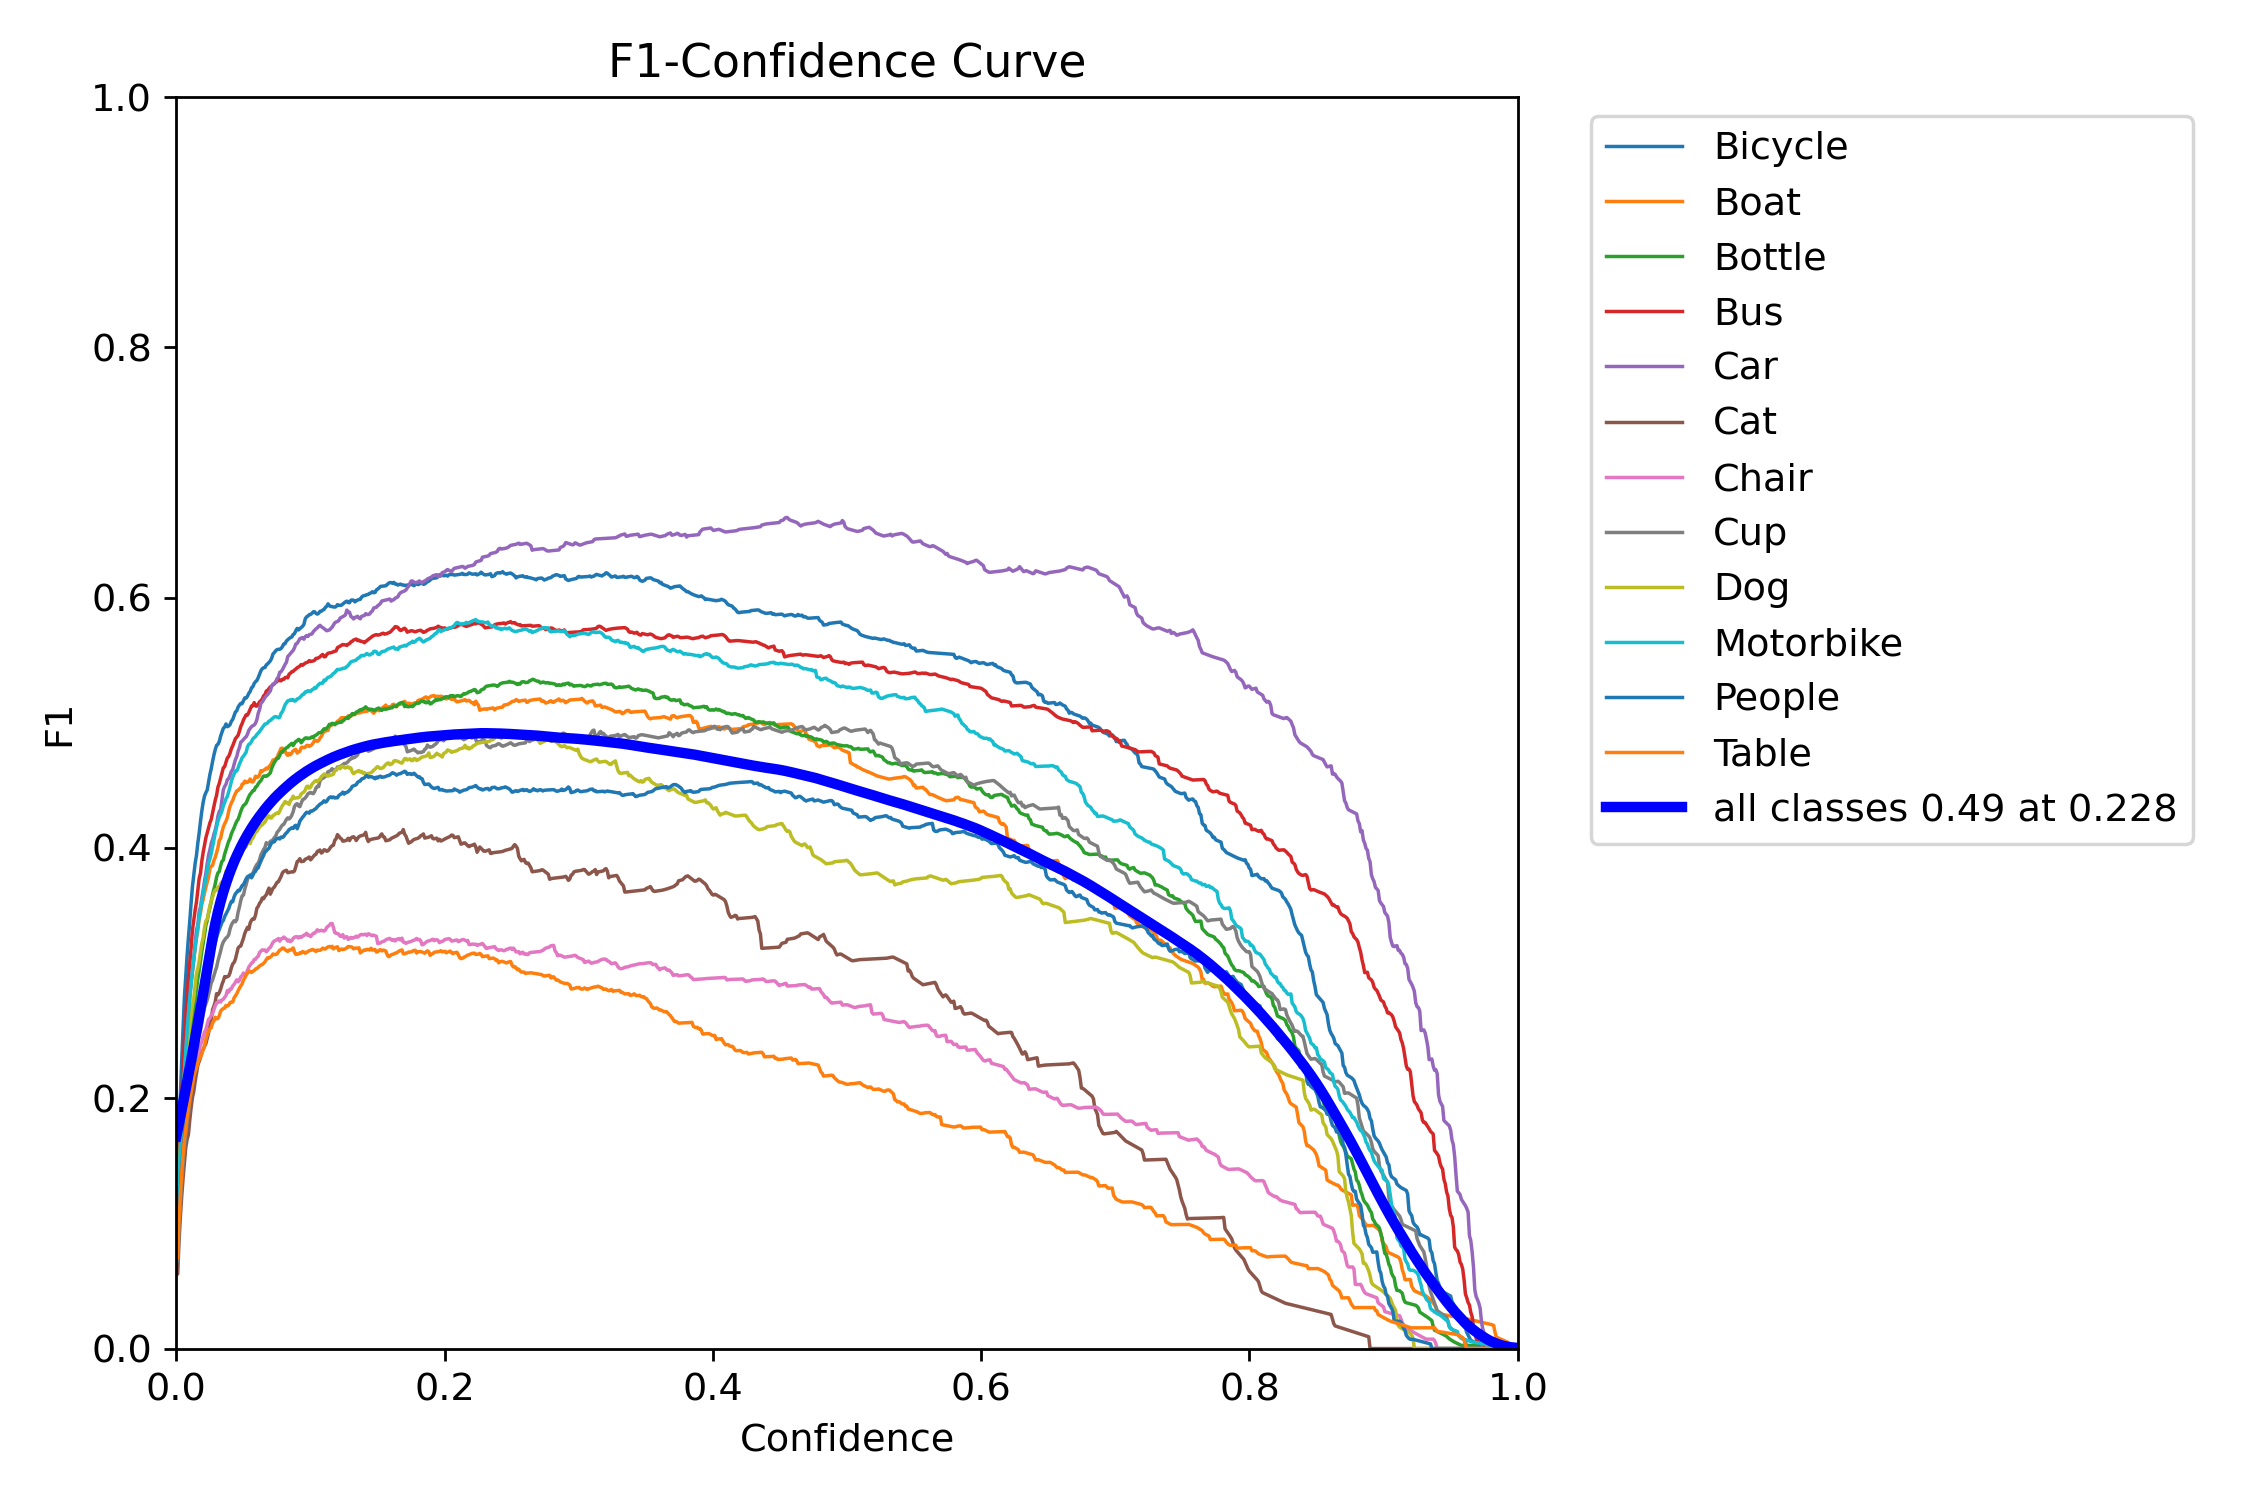 F1-Confidence Curve
1.0
0.8
0.6
0.4
0.2
0.0
F1
0.0 0.2 0.4 0.6 0.8 1.0
Confidence
Bicycle
Boat
Bottle
Bus
Car
Cat
Chair
Cup
Dog
Motorbike
People
Table
all classes 0.49 at 0.228